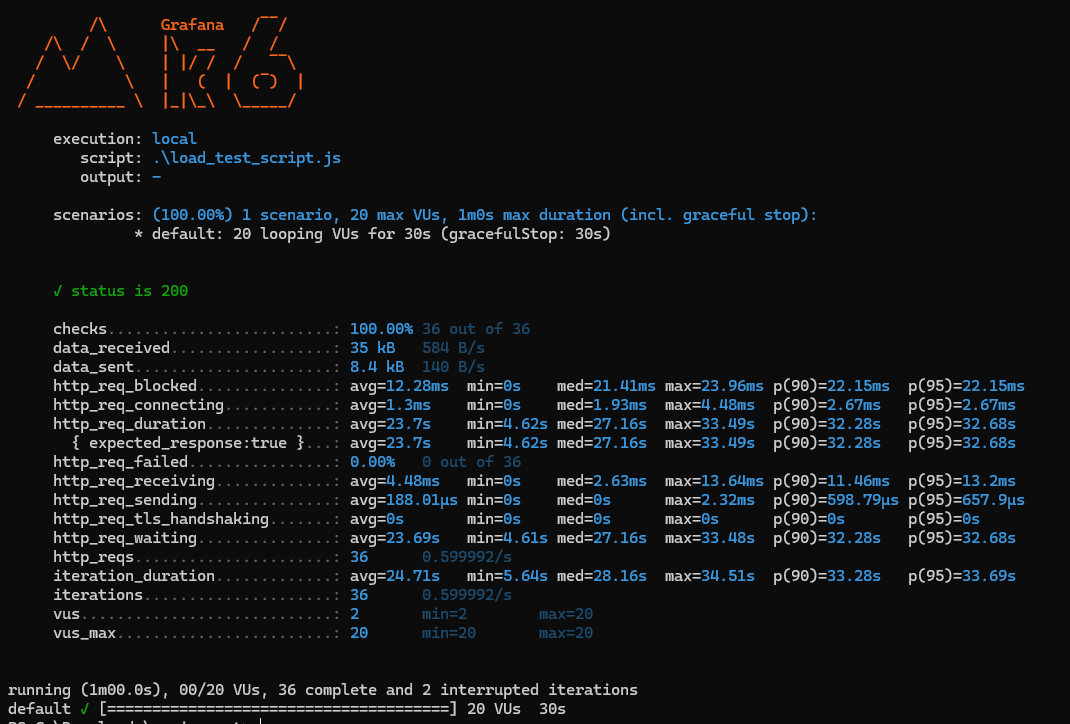 Grafana
execution: local
script: .\load_test_script.js
output: -
scenarios: (100.00%) 1 scenario, 20 max VUs, 1m0s max duration (incl. graceful stop):
* default: 20 looping VUs for 30s (gracefulStop: 30s)
√ status is 200
checks.........................: 100.00% 36 out of 36
data_received..................: 35 kB 584 B/s
data_sent......................: 8.4 kB 140 B/s
http_req_blocked...............: avg=12.28ms min=0s med=21.41ms max=23.96ms p(90)=22.15ms p(95)=22.15ms
http_req_connecting............: avg=1.3ms min=0s med=1.93ms max=4.48ms p(90)=2.67ms p(95)=2.67ms
http_req_duration..............: avg=23.7s min=4.62s med=27.16s max=33.49s p(90)=32.28s p(95)=32.68s
{ expected_response:true }...: avg=23.7s min=4.62s med=27.16s max=33.49s p(90)=32.28s p(95)=32.68s
http_req_failed................: 0.00% 0 out of 36
http_req_receiving.............: avg=4.48ms min=0s med=2.63ms max=13.64ms p(90)=11.46ms p(95)=13.2ms
http_req_sending...............: avg=188.01µs min=0s med=0s max=2.32ms p(90)=598.79µs p(95)=657.9µs
http_req_tls_handshaking.......: avg=0s min=0s med=0s max=0s p(90)=0s p(95)=0s
http_req_waiting...............: avg=23.69s min=4.61s med=27.16s max=33.48s p(90)=32.28s p(95)=32.68s
http_reqs......................: 36 0.599992/s
iteration_duration.............: avg=24.71s min=5.64s med=28.16s max=34.51s p(90)=33.28s p(95)=33.69s
iterations.....................: 36 0.599992/s
vus............................: 2 min=2 max=20
vus_max........................: 20 min=20 max=20
running (1m00.0s), 00/20 VUs, 36 complete and 2 interrupted iterations
default √ [======================================] 20 VUs 30s